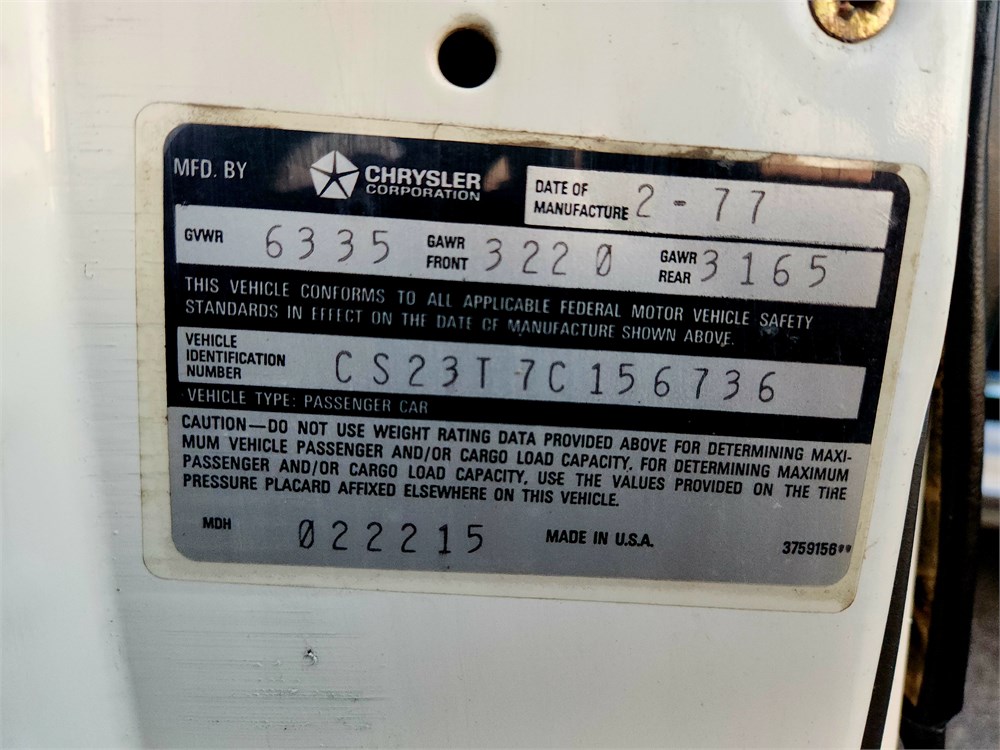 MFD. BY CHRYSLER CORPORATION DATE OF MANUFACTURE 2-77
GVWR 6335 GAWR FRONT 3220 GAWR REAR 3165
THIS VEHICLE CONFORMS TO ALL APPLICABLE FEDERAL MOTOR VEHICLE SAFETY
STANDARDS IN EFFECT ON THE DATE OF MANUFACTURE SHOWN ABOVE.
VEHICLE IDENTIFICATION NUMBER CS23T7C156736
VEHICLE TYPE: PASSENGER CAR
CAUTION—DO NOT USE WEIGHT RATING DATA PROVIDED ABOVE FOR DETERMINING MAXI-
MUM VEHICLE PASSENGER AND/OR CARGO LOAD CAPACITY. FOR DETERMINING MAXIMUM
PASSENGER AND/OR CARGO LOAD CAPACITY, USE THE VALUES PROVIDED ON THE TIRE
PRESSURE PLACARD AFFIXED ELSEWHERE ON THIS VEHICLE.
MDH 022215 MADE IN U.S.A. 3759156**